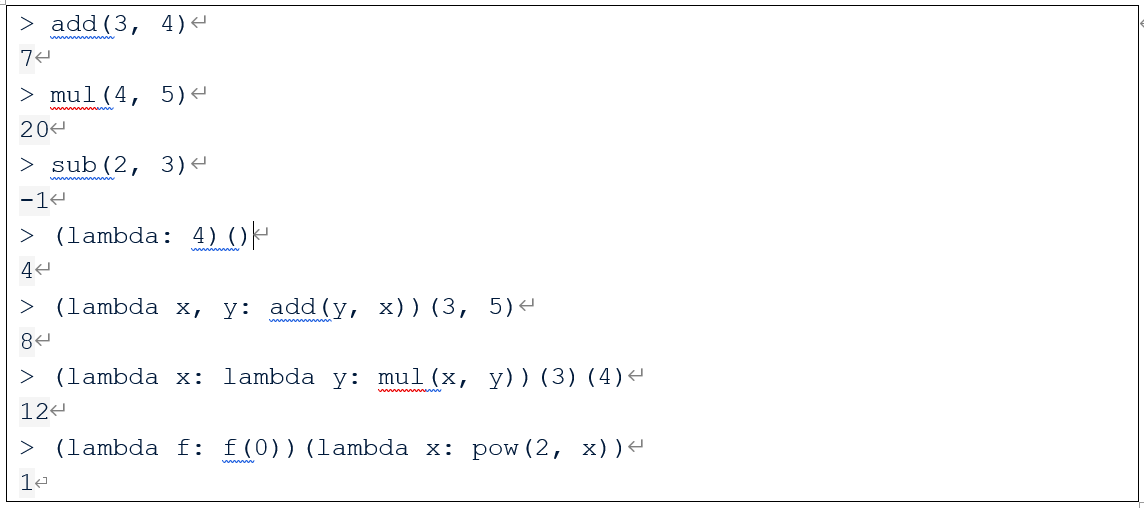 > add(3, 4)
7
> mul(4, 5)
20
> sub(2, 3)
-1
> (lambda: 4)()
4
> (lambda x, y: add(y, x))(3, 5)
8
> (lambda x: lambda y: mul(x, y))(3)(4)
12
> (lambda f: f(0))(lambda x: pow(2, x))
1